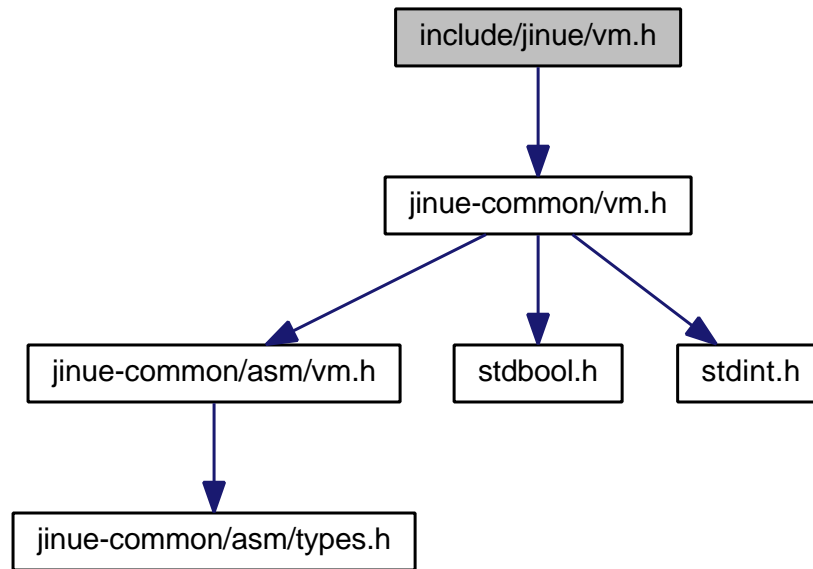 include/jinue/vm.h
jinue-common/vm.h
jinue-common/asm/vm.h
stdbool.h
stdint.h
jinue-common/asm/types.h